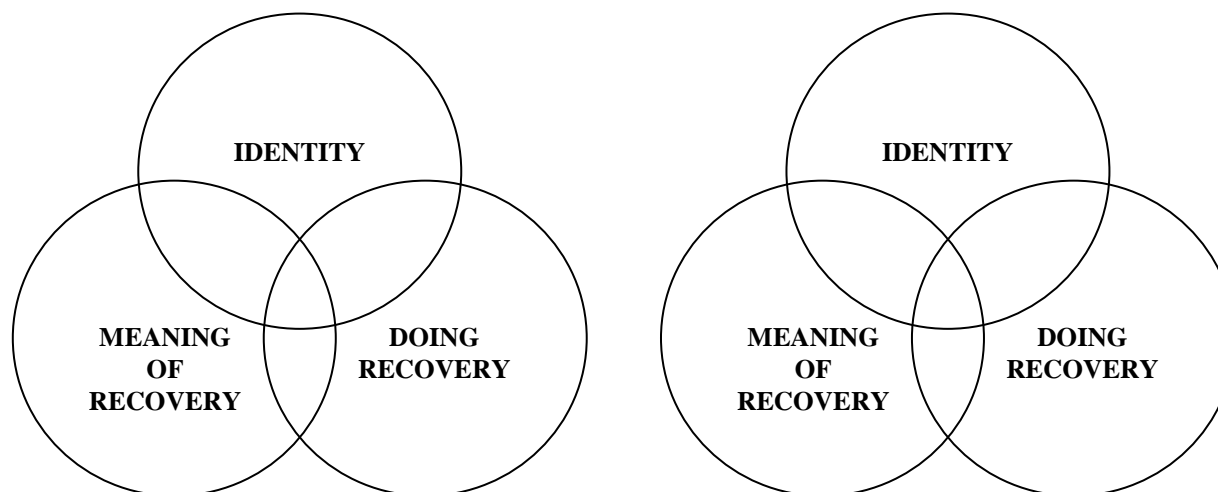 IDENTITY
MEANING
OF
RECOVERY
DOING
RECOVERY
IDENTITY
MEANING
OF
RECOVERY
DOING
RECOVERY